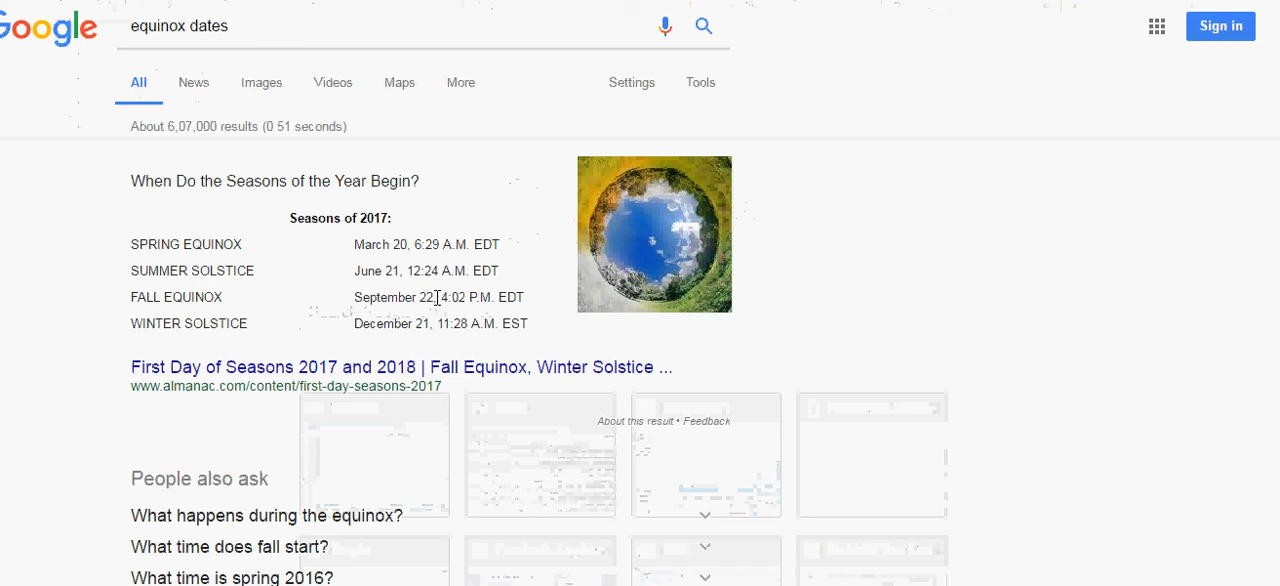 Google
equinox dates
Sign in
All News Images Videos Maps More Settings Tools
About 6,07,000 results (0 51 seconds)
When Do the Seasons of the Year Begin?
Seasons of 2017:
SPRING EQUINOX March 20, 6:29 A.M. EDT
SUMMER SOLSTICE June 21, 12:24 A.M. EDT
FALL EQUINOX September 22, 4:02 P.M. EDT
WINTER SOLSTICE December 21, 11:28 A.M. EST
First Day of Seasons 2017 and 2018 | Fall Equinox, Winter Solstice ...
www.almanac.com/content/first-day-seasons-2017
About this result • Feedback
People also ask
What happens during the equinox?
What time does fall start?
What time is spring 2016?